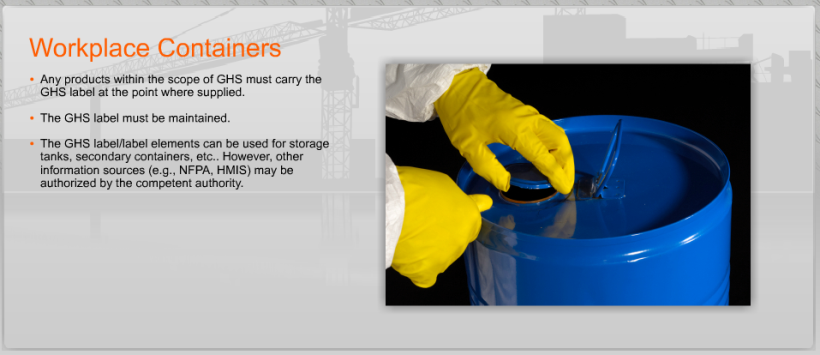 Workplace Containers
• Any products within the scope of GHS must carry the
GHS label at the point where supplied.
• The GHS label must be maintained.
• The GHS label/label elements can be used for storage
tanks, secondary containers, etc.. However, other
information sources (e.g., NFPA, HMIS) may be
authorized by the competent authority.